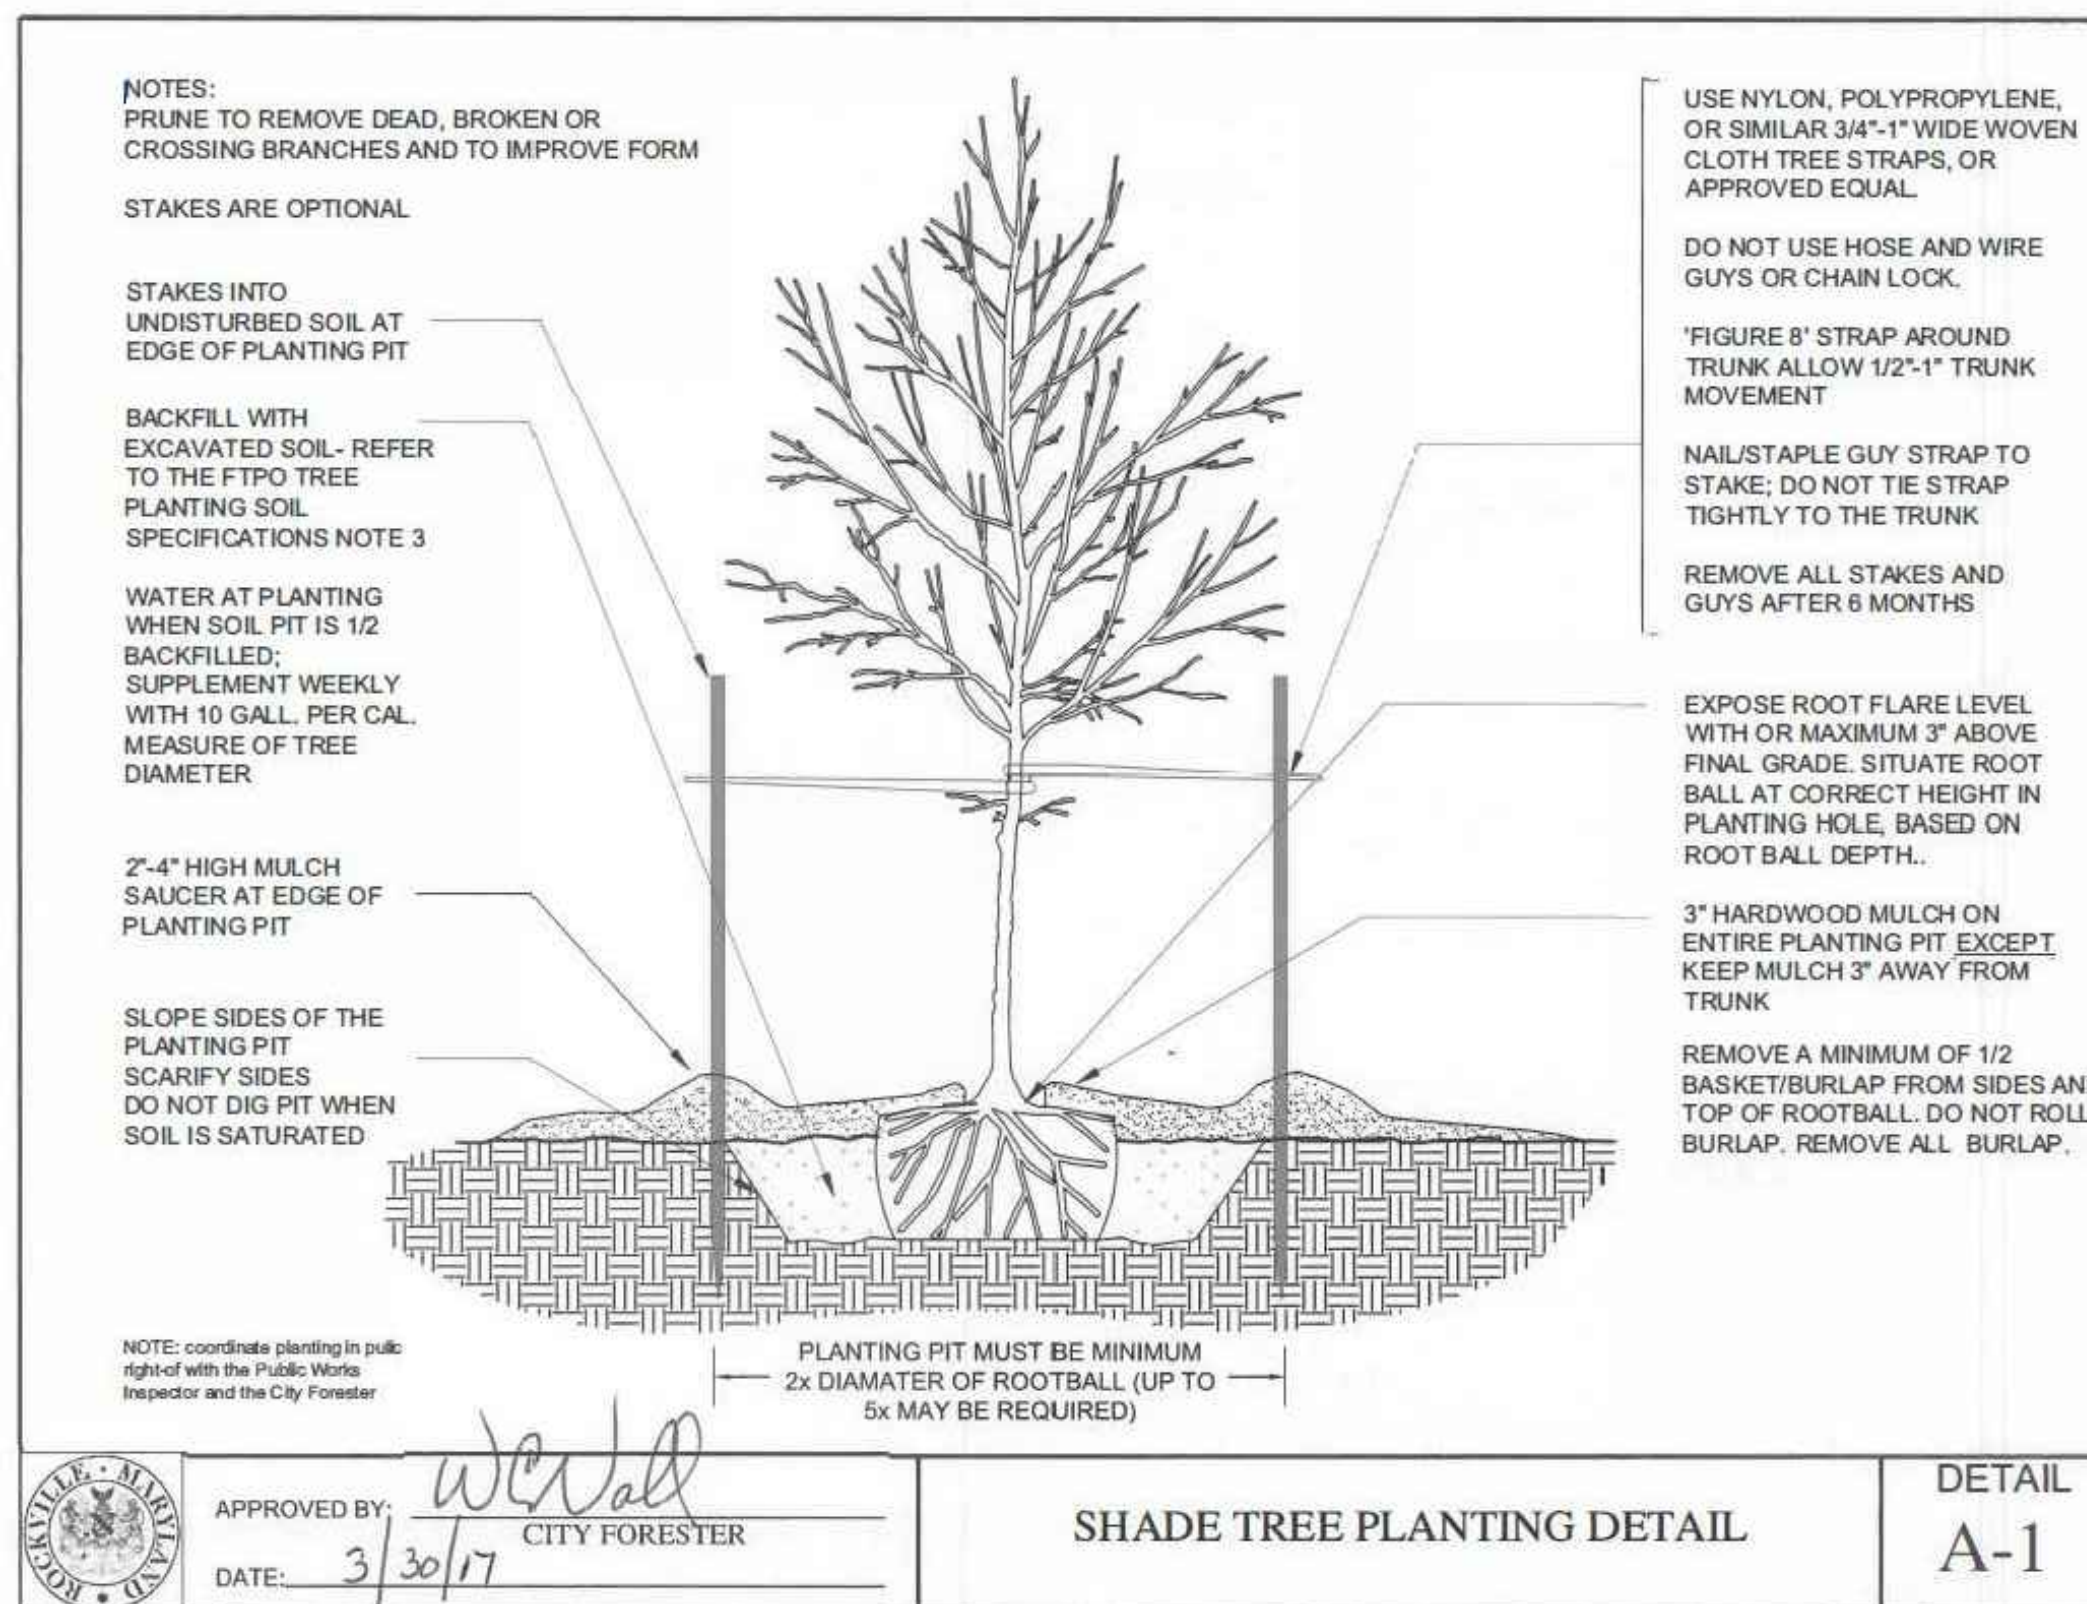 NOTES:
PRUNE TO REMOVE DEAD, BROKEN OR
CROSSING BRANCHES AND TO IMPROVE FORM
STAKES ARE OPTIONAL
STAKES INTO
UNDISTURBED SOIL AT
EDGE OF PLANTING PIT
BACKFILL WITH
EXCAVATED SOIL- REFER
TO THE FTPO TREE
PLANTING SOIL
SPECIFICATIONS NOTE 3
WATER AT PLANTING
WHEN SOIL PIT IS 1/2
BACKFILLED;
SUPPLEMENT WEEKLY
WITH 10 GALL. PER CAL.
MEASURE OF TREE
DIAMETER
2"-4" HIGH MULCH
SAUCER AT EDGE OF
PLANTING PIT
SLOPE SIDES OF THE
PLANTING PIT
SCARIFY SIDES
DO NOT DIG PIT WHEN
SOIL IS SATURATED
NOTE: coordinate planting in pulic
right-of with the Public Works
Inspector and the City Forester
USE NYLON, POLYPROPYLENE,
OR SIMILAR 3/4"-1" WIDE WOVEN
CLOTH TREE STRAPS, OR
APPROVED EQUAL
DO NOT USE HOSE AND WIRE
GUYS OR CHAIN LOCK.
'FIGURE 8' STRAP AROUND
TRUNK ALLOW 1/2"-1" TRUNK
MOVEMENT
NAIL/STAPLE GUY STRAP TO
STAKE; DO NOT TIE STRAP
TIGHTLY TO THE TRUNK
REMOVE ALL STAKES AND
GUYS AFTER 6 MONTHS
EXPOSE ROOT FLARE LEVEL
WITH OR MAXIMUM 3" ABOVE
FINAL GRADE. SITUATE ROOT
BALL AT CORRECT HEIGHT IN
PLANTING HOLE, BASED ON
ROOT BALL DEPTH..
3" HARDWOOD MULCH ON
ENTIRE PLANTING PIT EXCEPT
KEEP MULCH 3" AWAY FROM
TRUNK
REMOVE A MINIMUM OF 1/2
BASKET/BURLAP FROM SIDES AN
TOP OF ROOTBALL. DO NOT ROLL
BURLAP. REMOVE ALL BURLAP.
PLANTING PIT MUST BE MINIMUM
2x DIAMATER OF ROOTBALL (UP TO
5x MAY BE REQUIRED)
ROCKVILLE • MARYLAND •
APPROVED BY: WCWall
CITY FORESTER
DATE: 3/30/17
SHADE TREE PLANTING DETAIL
DETAIL
A-1